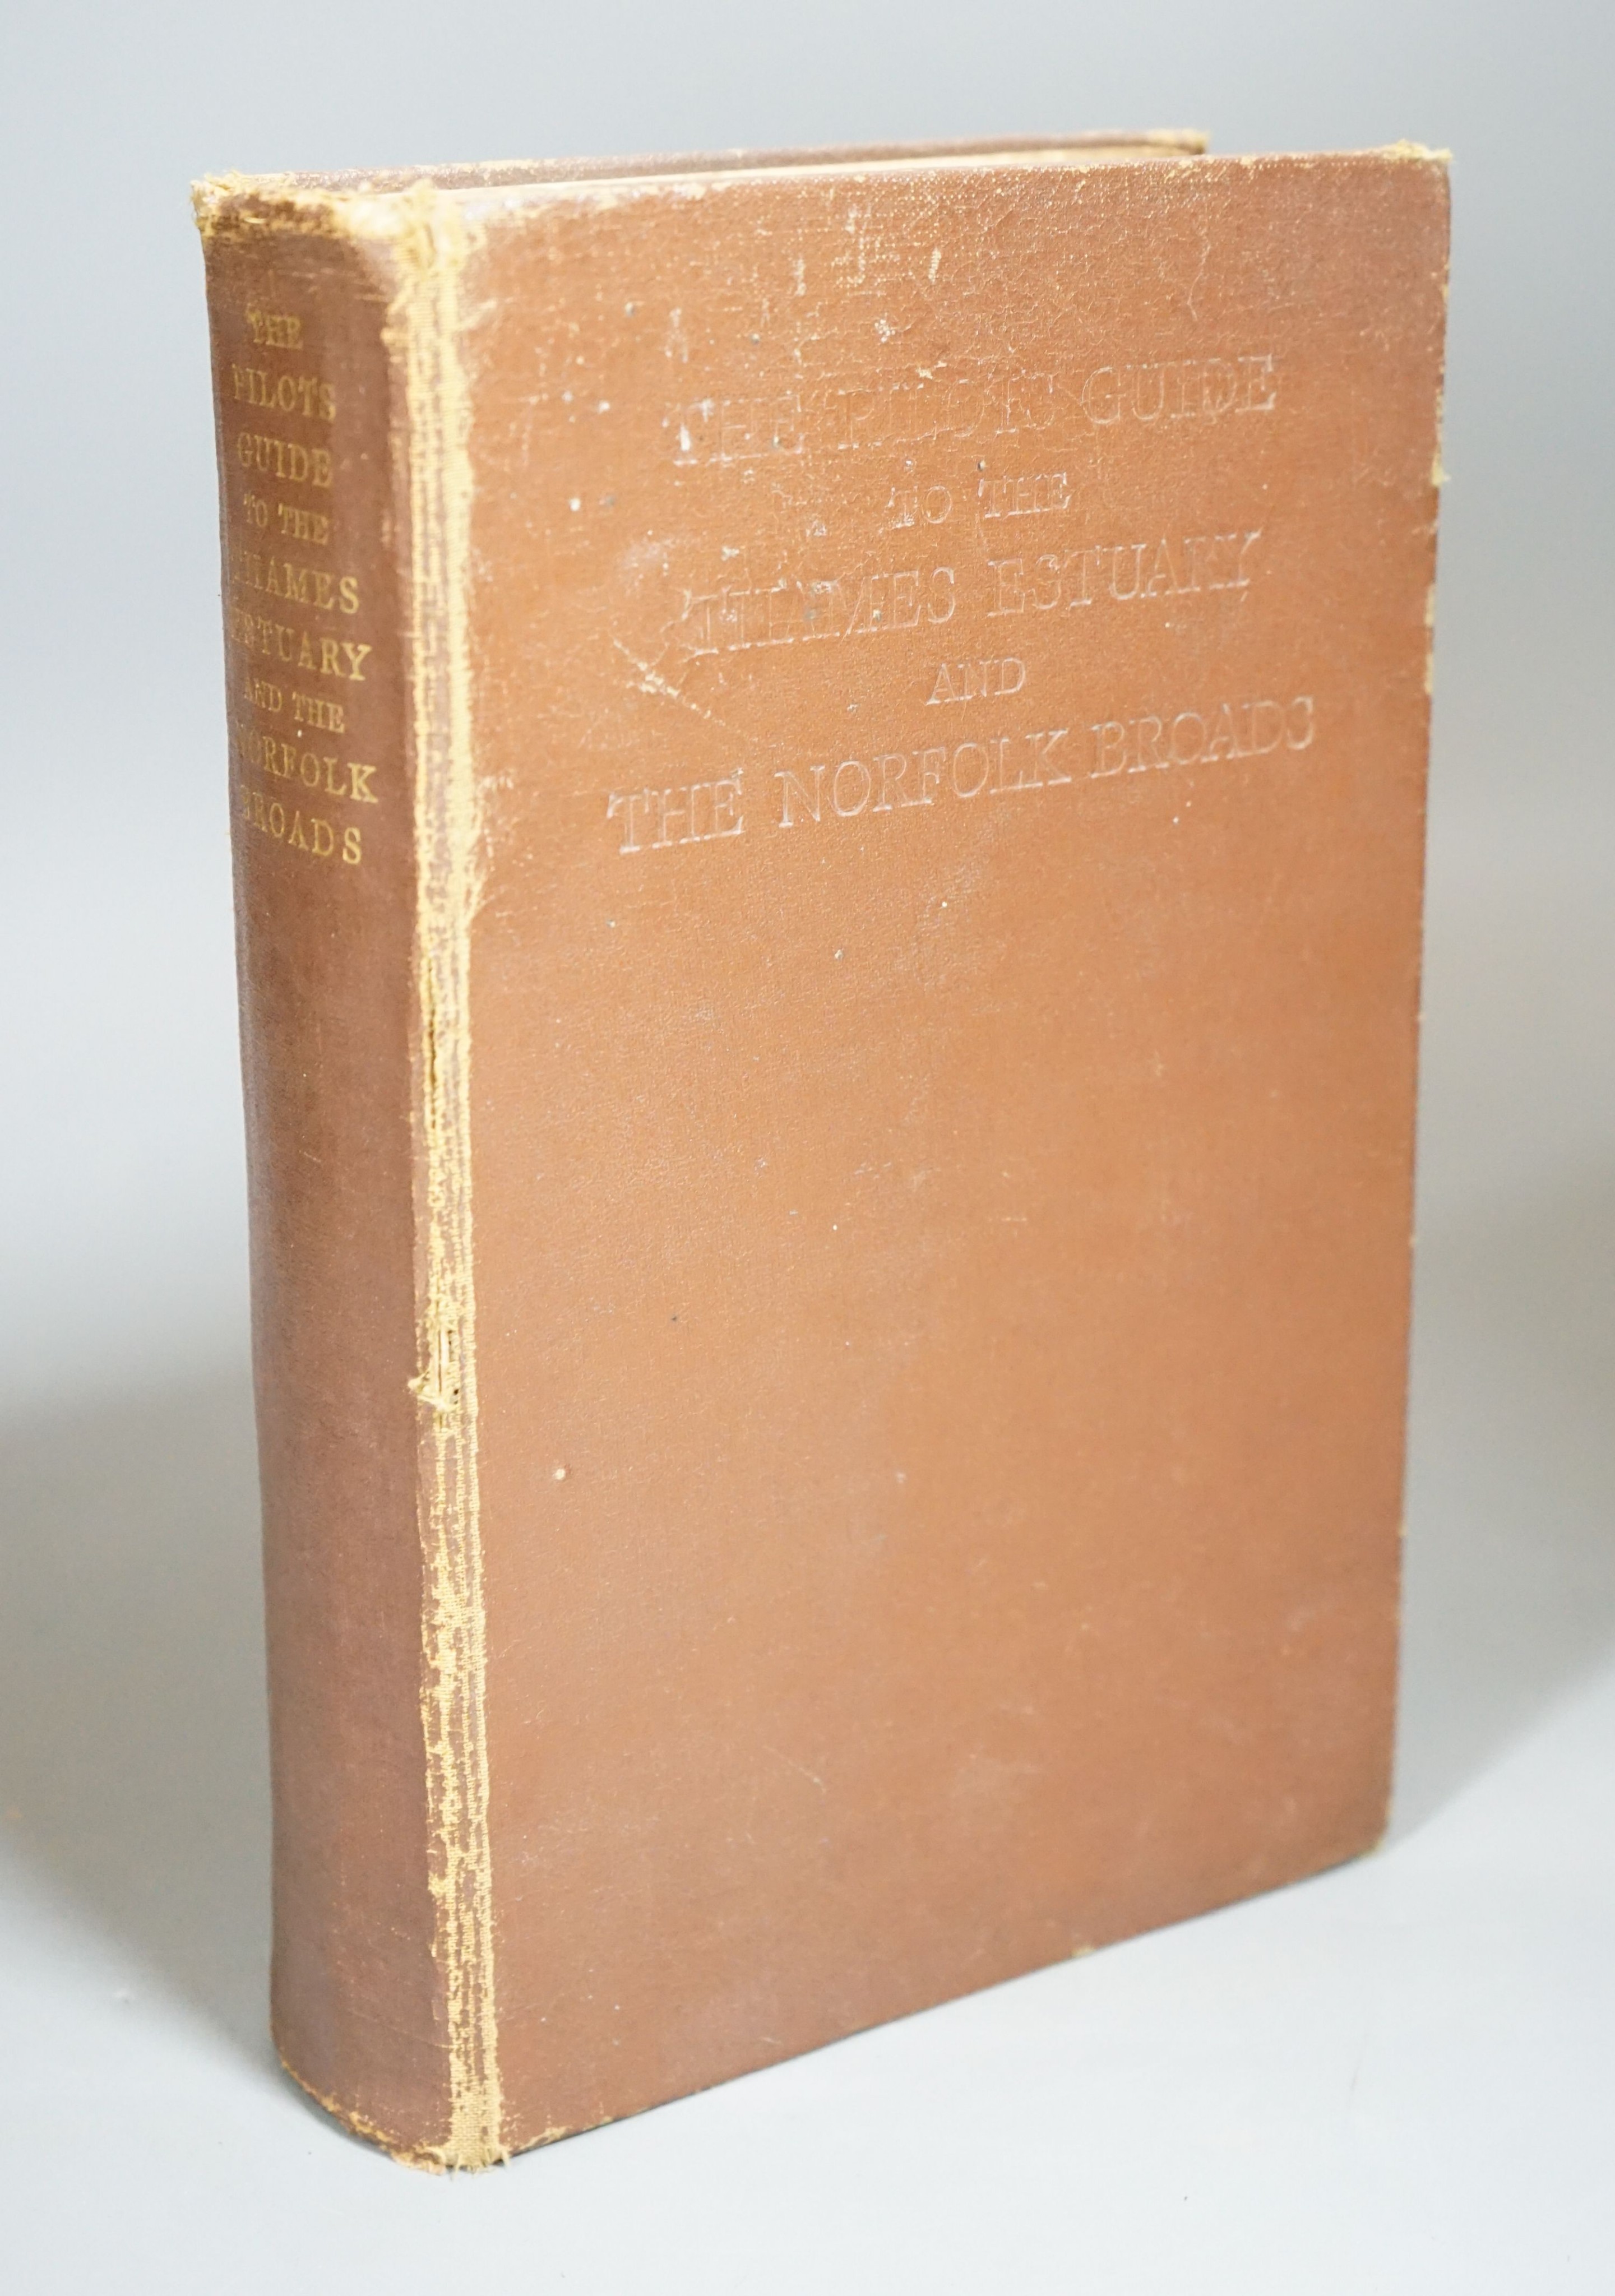 THE
PILOTS
GUIDE
TO THE
THAMES
ESTUARY
AND THE
NORFOLK
BROADS
THE PILOTS GUIDE
TO THE
THAMES ESTUARY
AND
THE NORFOLK BROADS